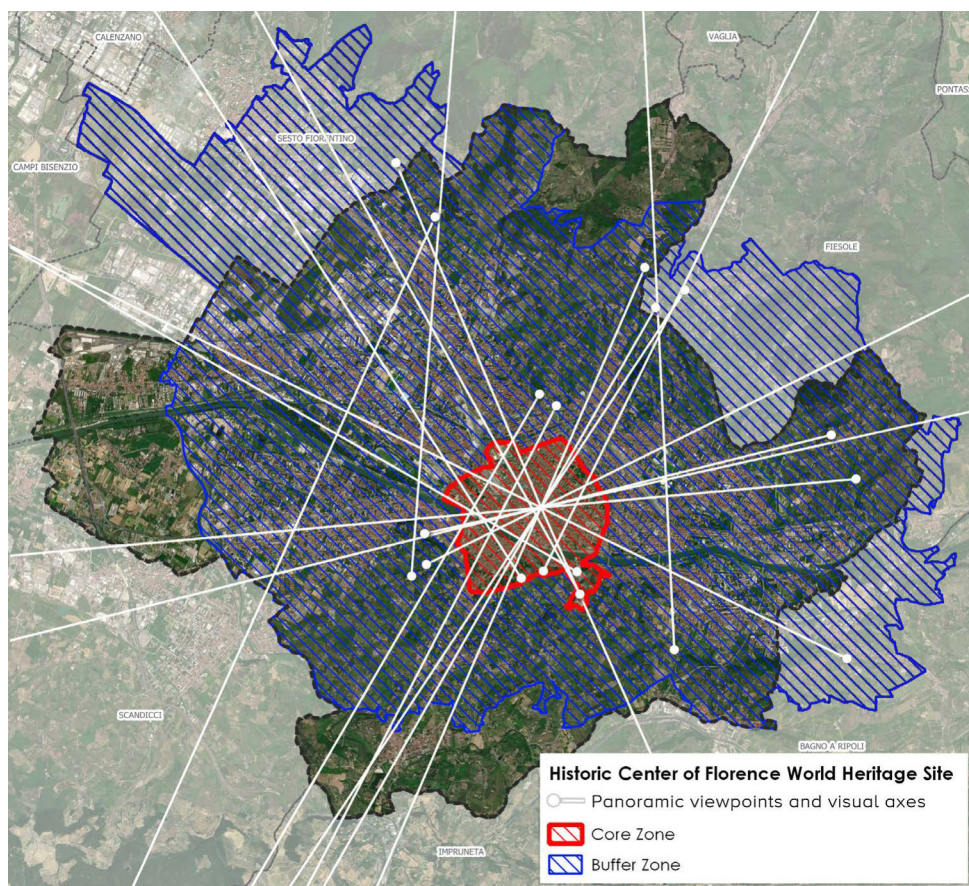 CALENZANO
VAGLIA
PONTAS
SESTO FIORENTINO
CAMPI BISENZIO
FIESOLE
SCANDICCI
BAGNO A RIPOLI
IMPRUNETA
Historic Center of Florence World Heritage Site
Panoramic viewpoints and visual axes
Core Zone
Buffer Zone